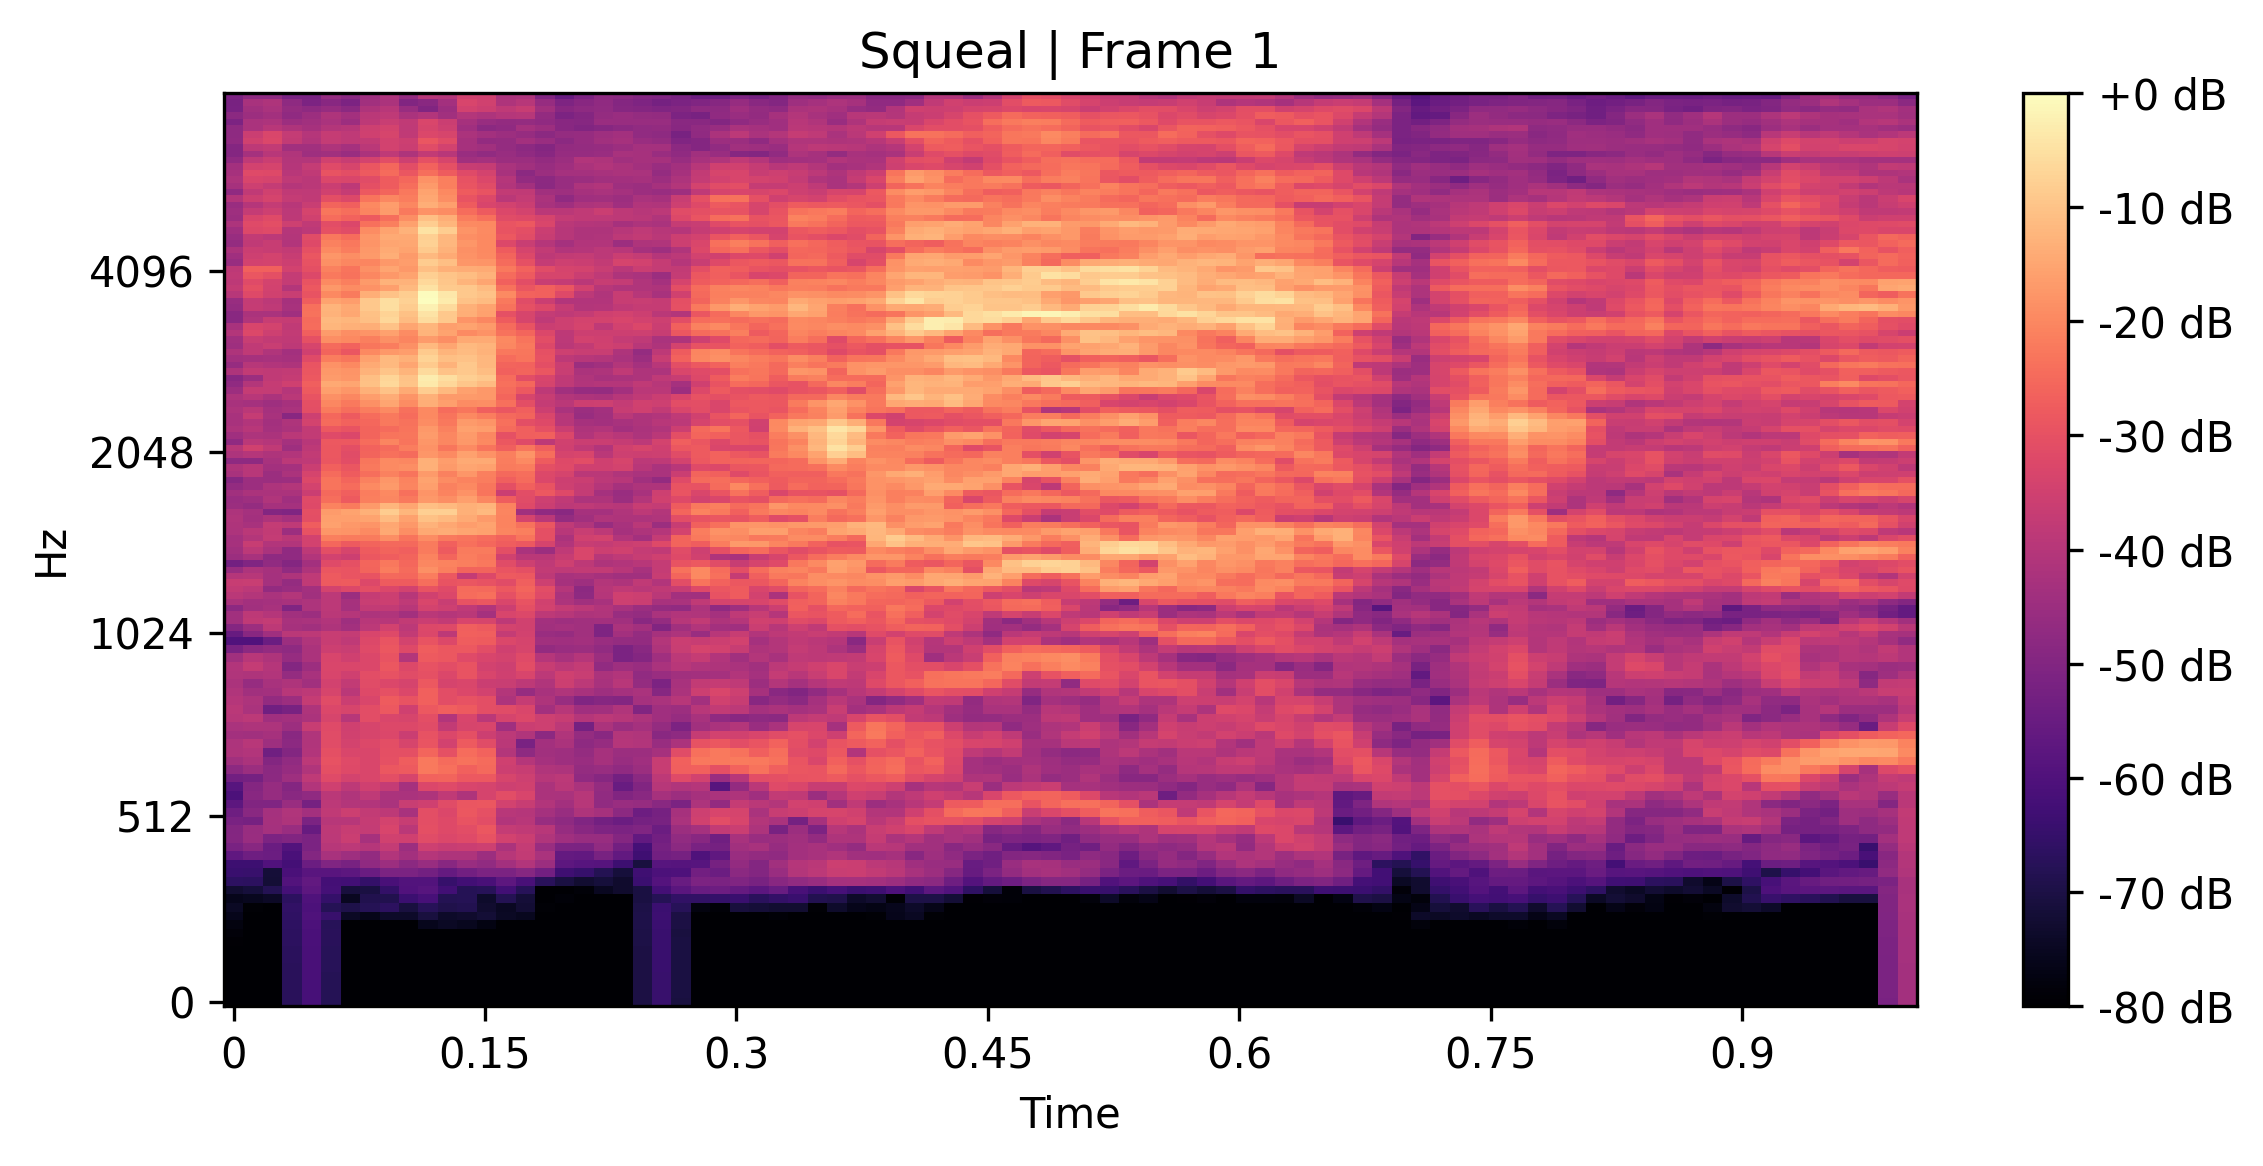 Squeal | Frame 1
Hz
4096
2048
1024
512
0
0 0.15 0.3 0.45 0.6 0.75 0.9
Time
+0 dB
-10 dB
-20 dB
-30 dB
-40 dB
-50 dB
-60 dB
-70 dB
-80 dB